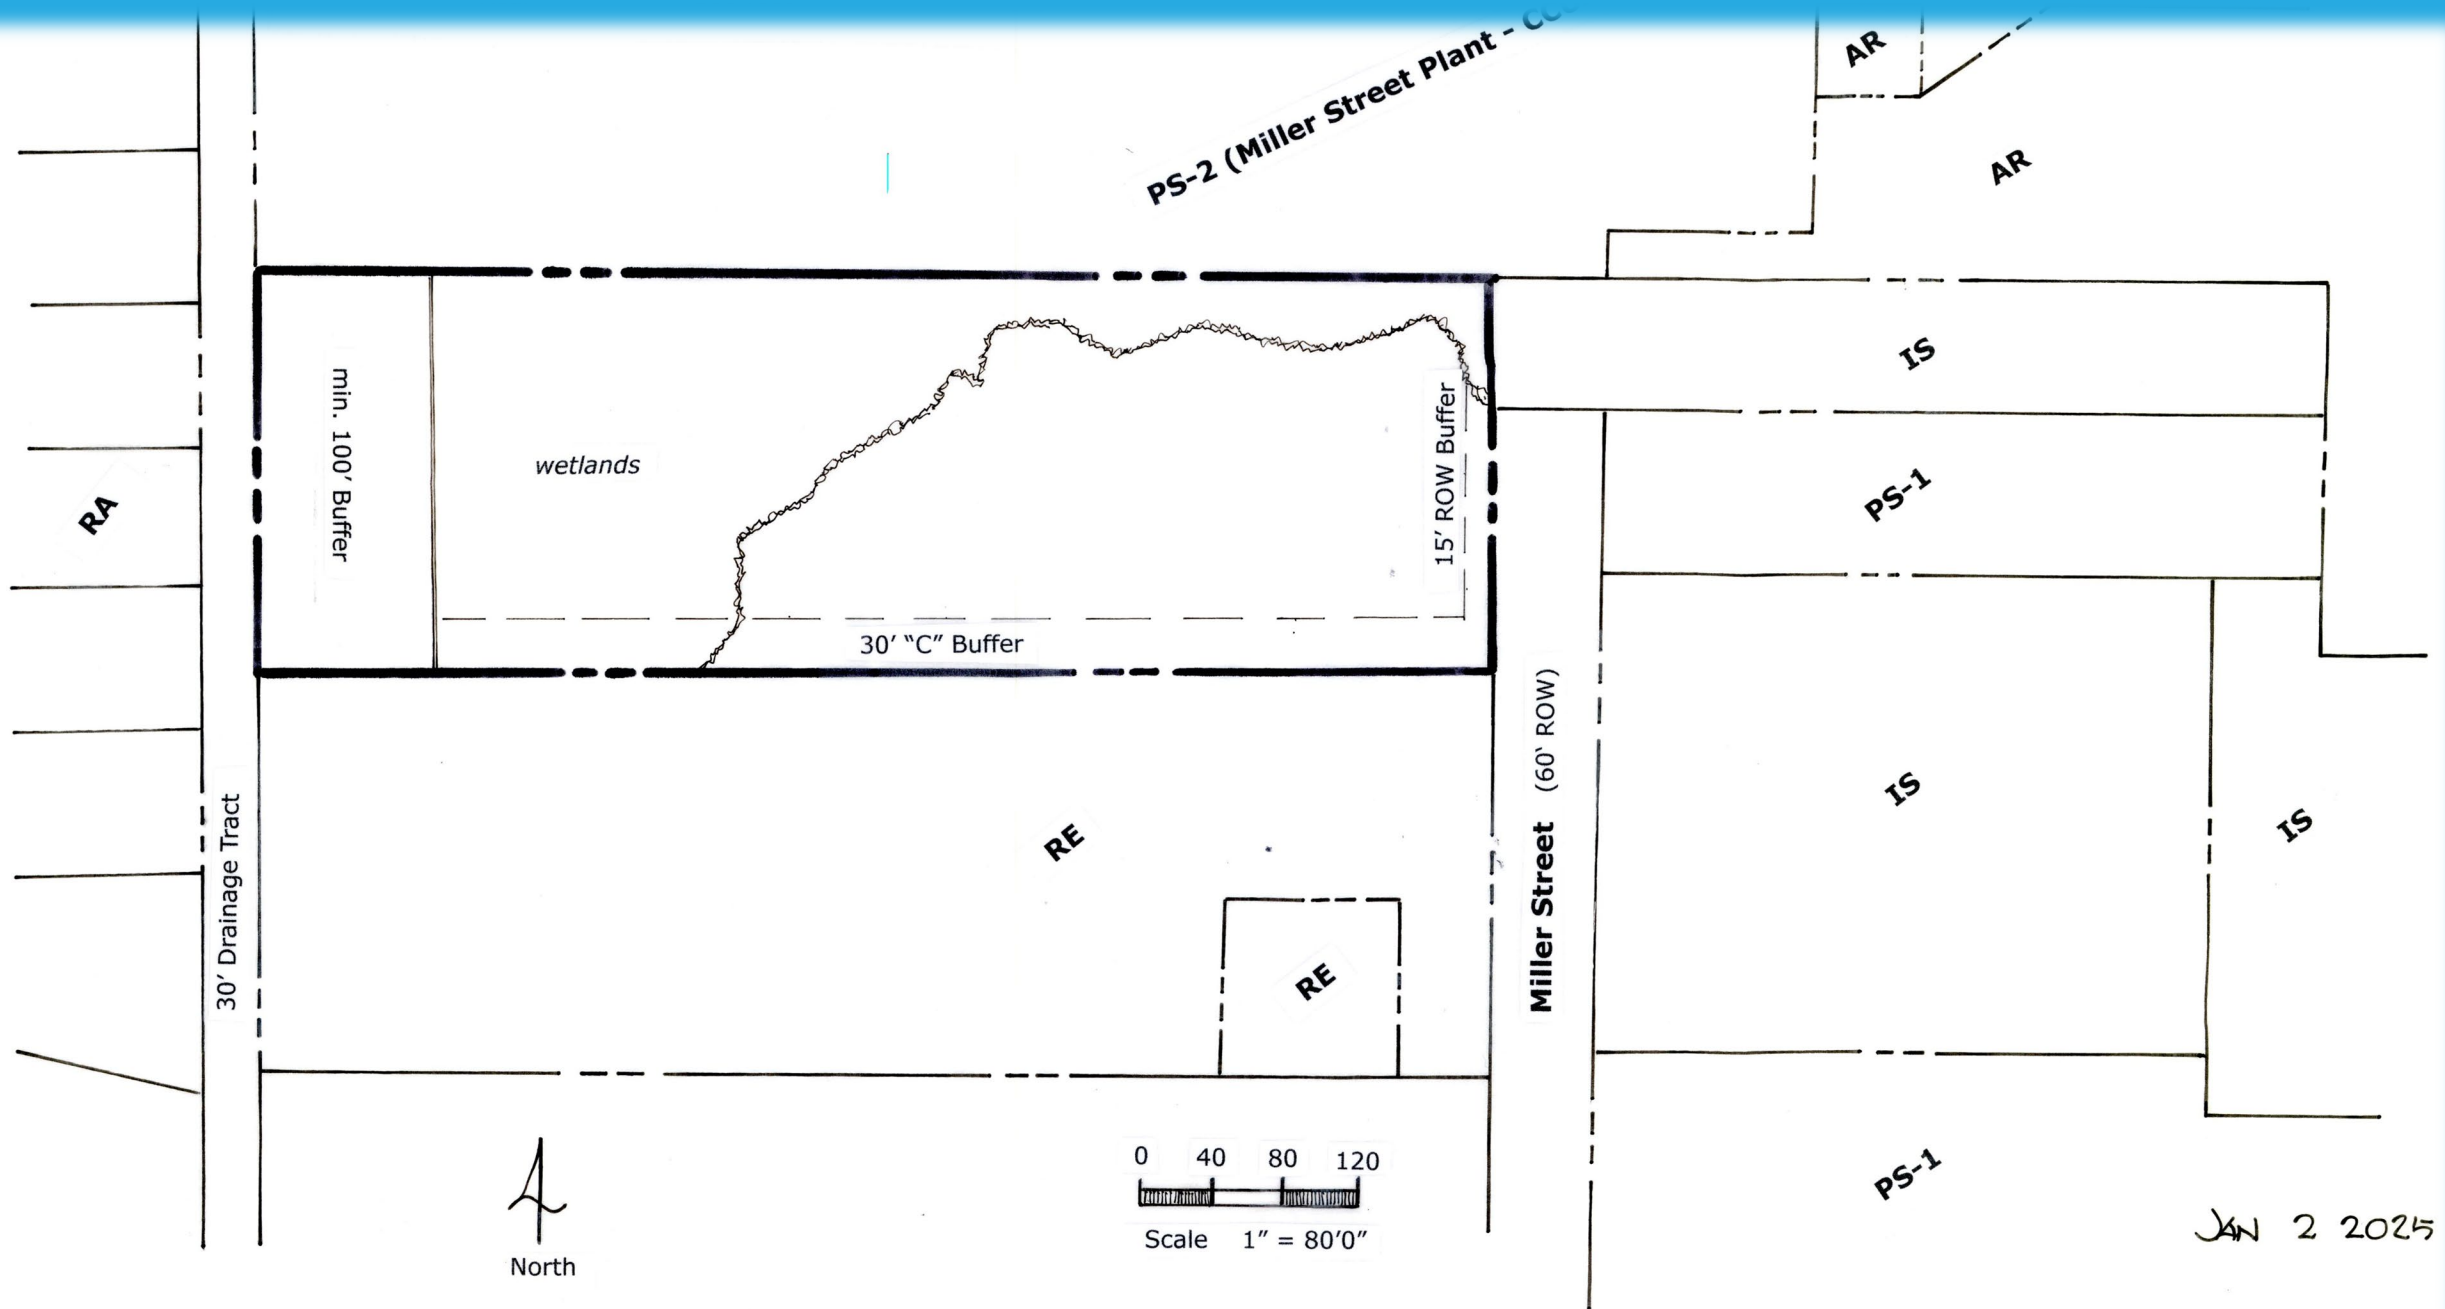 PS-2 (Miller Street Plant -
AR
AR
IS
min. 100’ Buffer
wetlands
15’ ROW Buffer
PS-1
RA
30’ “C” Buffer
Miller Street (60‘ ROW)
30’ Drainage Tract
RE
IS
IS
RE
0 40 80 120
Scale 1” = 80’0”
North
PS-1
JAN 2 2025